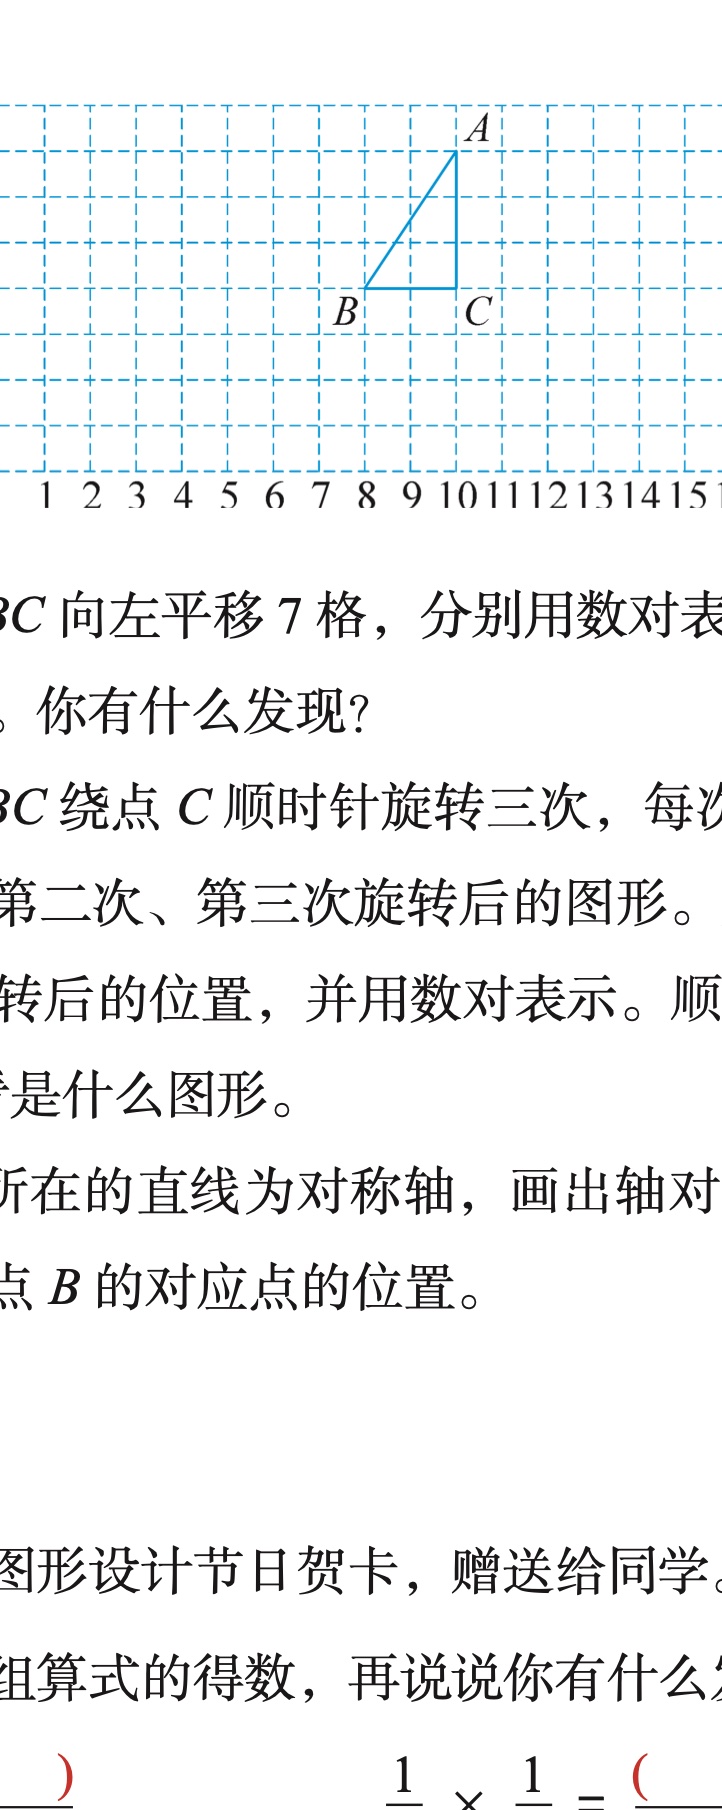 A
B C
1 2 3 4 5 6 7 8 9 10 11 12 13 14 15 1
BC 向左平移 7 格，分别用数对表
。你有什么发现？
BC 绕点 C 顺时针旋转三次，每次
第二次、第三次旋转后的图形。
转后的位置，并用数对表示。顺
是什么图形。
所在的直线为对称轴，画出轴对
点 B 的对应点的位置。
图形设计节日贺卡，赠送给同学。
组算式的得数，再说说你有什么发
) 1 × 1 = (